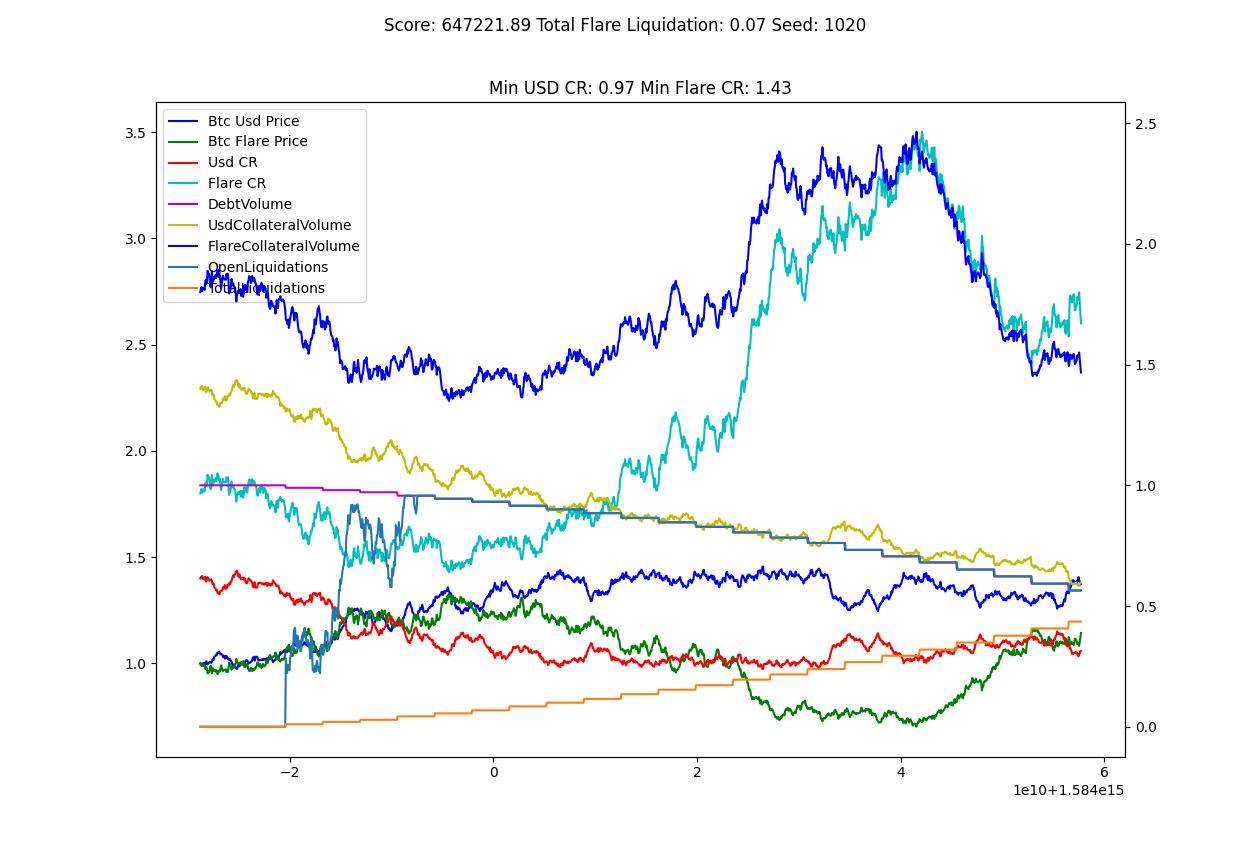 Score: 647221.89 Total Flare Liquidation: 0.07 Seed: 1020
Min USD CR: 0.97 Min Flare CR: 1.43
Btc Usd Price
Btc Flare Price
Usd CR
Flare CR
DebtVolume
UsdCollateralVolume
FlareCollateralVolume
OpenLiquidations
TotalLiquidations
3.5
3.0
2.5
2.0
1.5
1.0
2.5
2.0
1.5
1.0
0.5
0.0
−2
0
2
4
6
1e10+1.584e15